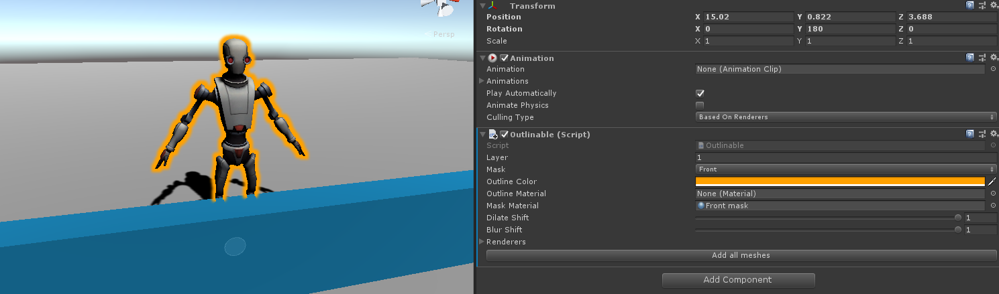 Persp
Transform
Position X 15.02 Y 0.822 Z 3.688
Rotation X 0 Y 180 Z 0
Scale X 1 Y 1 Z 1
Animation
Animation None (Animation Clip)
Animations
Play Automatically
Animate Physics
Culling Type Based On Renderers
Outlinable (Script)
Script Outlinable
Layer 1
Mask Front
Outline Color
Outline Material None (Material)
Mask Material Front mask
Dilate Shift 1
Blur Shift 1
Renderers
Add all meshes
Add Component